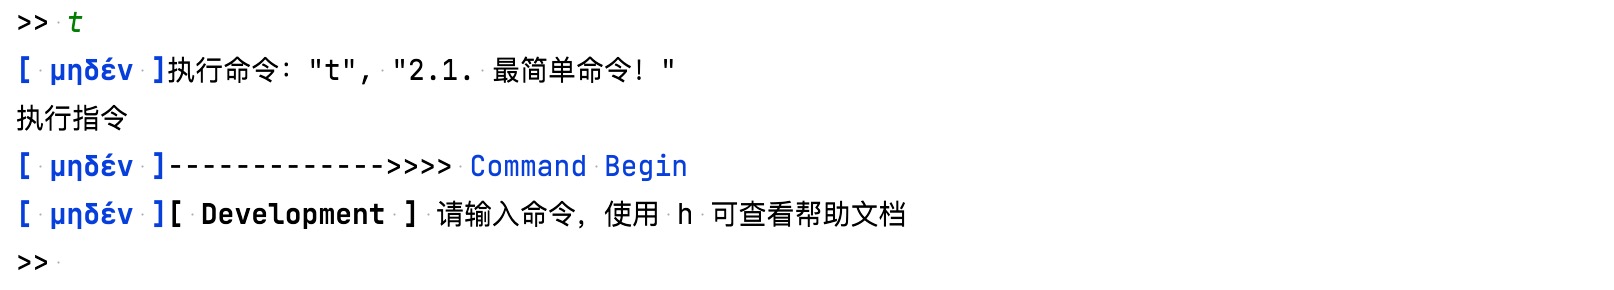 >> t
[ μηδέν ]执行命令："t", "2.1. 最简单命令！"
执行指令
[ μηδέν ]------------->>>> Command Begin
[ μηδέν ][ Development ] 请输入命令，使用 h 可查看帮助文档
>>